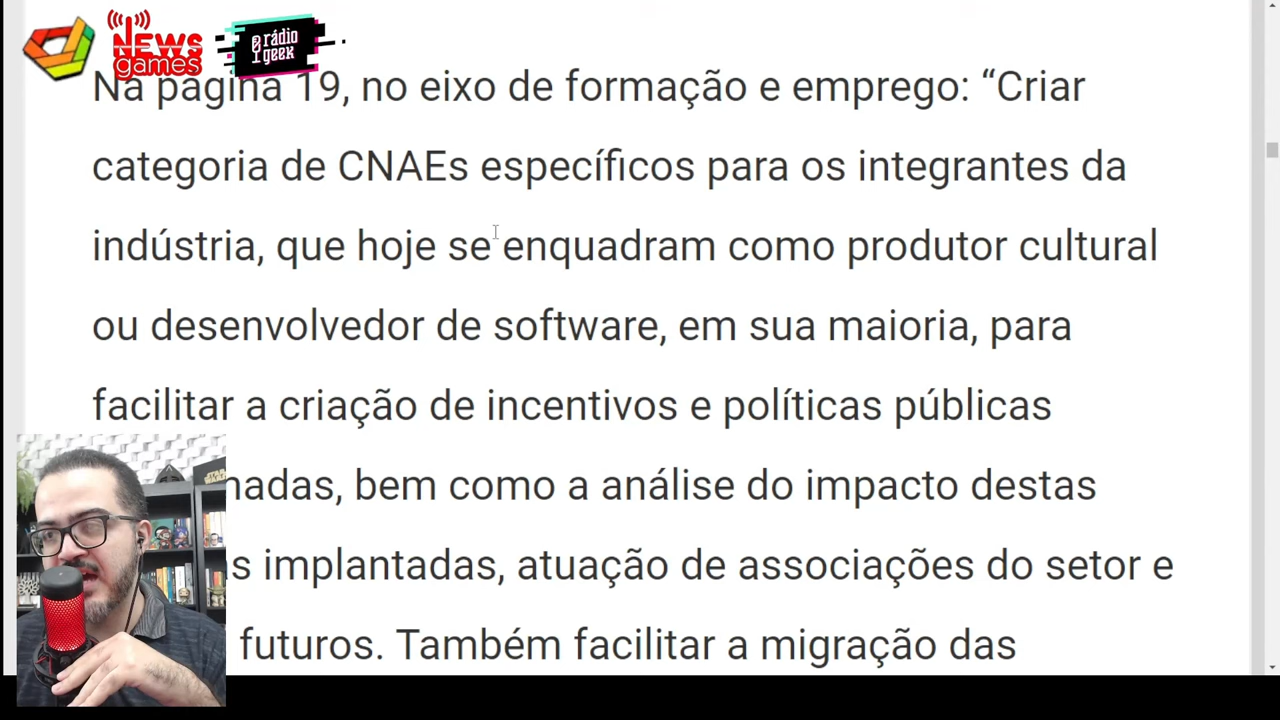 NEWS
games
rádio
geek
Na página 19, no eixo de formação e emprego: “Criar
categoria de CNAEs específicos para os integrantes da
indústria, que hoje se enquadram como produtor cultural
ou desenvolvedor de software, em sua maioria, para
facilitar a criação de incentivos e políticas públicas
nadas, bem como a análise do impacto destas
s implantadas, atuação de associações do setor e
futuros. Também facilitar a migração das
STAR
WARS